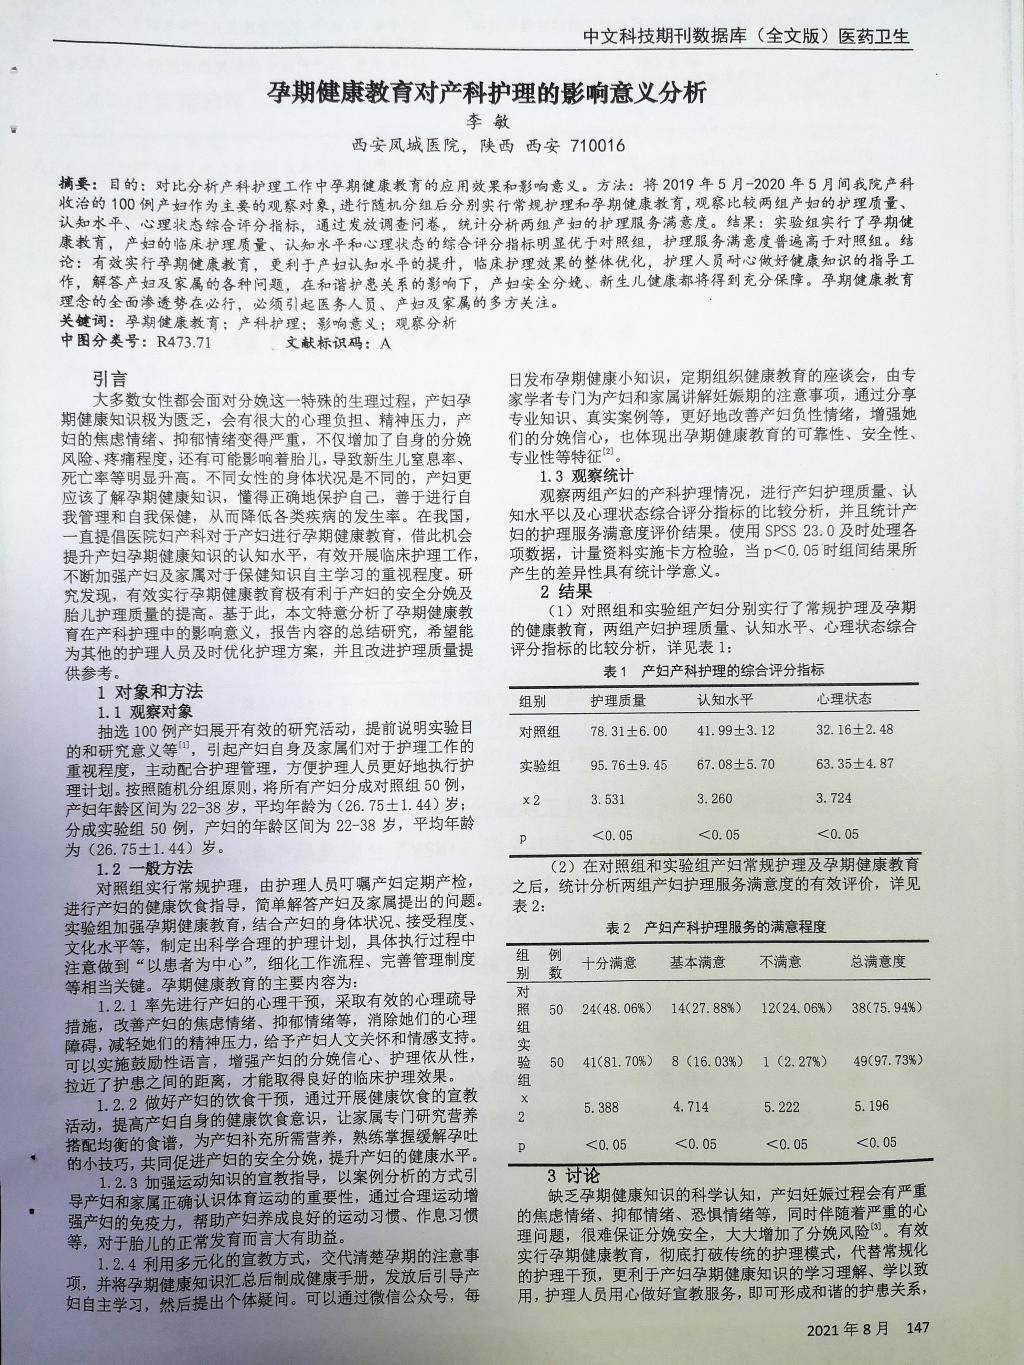 中文科技期刊数据库（全文版）医药卫生
孕期健康教育对产科护理的影响意义分析
李 敏
西安凤城医院，陕西 西安 710016
摘要：目的：对比分析产科护理工作中孕期健康教育的应用效果和影响意义。方法：将 2019 年 5 月-2020 年 5 月间我院产科
收治的 100 例产妇作为主要的观察对象，进行随机分组后分别实行常规护理和孕期健康教育，观察比较两组产妇的护理质量、
认知水平、心理状态综合评分指标，通过发放调查问卷，统计分析两组产妇的护理服务满意度。结果：实验组实行了孕期健
康教育，产妇的临床护理质量、认知水平和心理状态的综合评分指标明显优于对照组，护理服务满意度普遍高于对照组。结
论：有效实行孕期健康教育，更利于产妇认知水平的提升，临床护理效果的整体优化，护理人员耐心做好健康知识的指导工
作，解答产妇及家属的各种问题，在和谐护患关系的影响下，产妇安全分娩、新生儿健康都将得到充分保障。孕期健康教育
理念的全面渗透势在必行，必须引起医务人员、产妇及家属的多方关注。
关键词：孕期健康教育；产科护理；影响意义；观察分析
中图分类号：R473.71 文献标识码：A
引言
大多数女性都会面对分娩这一特殊的生理过程，产妇孕
期健康知识极为匮乏，会有很大的心理负担、精神压力，产
妇的焦虑情绪、抑郁情绪变得严重，不仅增加了自身的分娩
风险、疼痛程度，还有可能影响着胎儿，导致新生儿窒息率、
死亡率等明显升高。不同女性的身体状况是不同的，产妇更
应该了解孕期健康知识，懂得正确地保护自己，善于进行自
我管理和自我保健，从而降低各类疾病的发生率。在我国，
一直提倡医院妇产科对于产妇进行孕期健康教育，借此机会
提升产妇孕期健康知识的认知水平，有效开展临床护理工作，
不断加强产妇及家属对于保健知识自主学习的重视程度。研
究发现，有效实行孕期健康教育极有利于产妇的安全分娩及
胎儿护理质量的提高。基于此，本文特意分析了孕期健康教
育在产科护理中的影响意义，报告内容的总结研究，希望能
为其他的护理人员及时优化护理方案，并且改进护理质量提
供参考。
1 对象和方法
1.1 观察对象
抽选 100 例产妇展开有效的研究活动，提前说明实验目
的和研究意义等[1]，引起产妇自身及家属们对于护理工作的
重视程度，主动配合护理管理，方便护理人员更好地执行护
理计划。按照随机分组原则，将所有产妇分成对照组 50 例，
产妇年龄区间为 22-38 岁，平均年龄为（26.75±1.44）岁；
分成实验组 50 例，产妇的年龄区间为 22-38 岁，平均年龄
为（26.75±1.44）岁。
1.2 一般方法
对照组实行常规护理，由护理人员叮嘱产妇定期产检，
进行产妇的健康饮食指导，简单解答产妇及家属提出的问题。
实验组加强孕期健康教育，结合产妇的身体状况、接受程度、
文化水平等，制定出科学合理的护理计划，具体执行过程中
注意做到“以患者为中心”，细化工作流程、完善管理制度
等相当关键。孕期健康教育的主要内容为：
1.2.1 率先进行产妇的心理干预，采取有效的心理疏导
措施，改善产妇的焦虑情绪、抑郁情绪等，消除她们的心理
障碍，减轻她们的精神压力，给予产妇人文关怀和情感支持。
可以实施鼓励性语言，增强产妇的分娩信心、护理依从性，
拉近了护患之间的距离，才能取得良好的临床护理效果。
1.2.2 做好产妇的饮食干预，通过开展健康饮食的宣教
活动，提高产妇自身的健康饮食意识，让家属专门研究营养
搭配均衡的食谱，为产妇补充所需营养，熟练掌握缓解孕吐
的小技巧，共同促进产妇的安全分娩，提升产妇的健康水平。
1.2.3 加强运动知识的宣教指导，以案例分析的方式引
导产妇和家属正确认识体育运动的重要性，通过合理运动增
强产妇的免疫力，帮助产妇养成良好的运动习惯、作息习惯
等，对于胎儿的正常发育而言大有助益。
1.2.4 利用多元化的宣教方式，交代清楚孕期的注意事
项，并将孕期健康知识汇总后制成健康手册，发放后引导产
妇自主学习，然后提出个体疑问。可以通过微信公众号，每
日发布孕期健康小知识，定期组织健康教育的座谈会，由专
家学者专门为产妇和家属讲解妊娠期的注意事项，通过分享
专业知识、真实案例等，更好地改善产妇负性情绪，增强她
们的分娩信心，也体现出孕期健康教育的可靠性、安全性、
专业性等特征[2]。
1.3 观察统计
观察两组产妇的产科护理情况，进行产妇护理质量、认
知水平以及心理状态综合评分指标的比较分析，并且统计产
妇的护理服务满意度评价结果。使用 SPSS 23.0 及时处理各
项数据，计量资料实施卡方检验，当 p＜0.05 时组间结果所
产生的差异性具有统计学意义。
2 结果
（1）对照组和实验组产妇分别实行了常规护理及孕期
的健康教育，两组产妇护理质量、认知水平、心理状态综合
评分指标的比较分析，详见表 1：
表 1 产妇产科护理的综合评分指标
组别 护理质量 认知水平 心理状态
对照组 78.31±6.00 41.99±3.12 32.16±2.48
实验组 95.76±9.45 67.08±5.70 63.35±4.87
x2 3.531 3.260 3.724
p ＜0.05 ＜0.05 ＜0.05
（2）在对照组和实验组产妇常规护理及孕期健康教育
之后，统计分析两组产妇护理服务满意度的有效评价，详见
表 2：
表 2 产妇产科护理服务的满意程度
组别 例数 十分满意 基本满意 不满意 总满意度
对照组 50 24(48.06%) 14(27.88%) 12(24.06%) 38(75.94%)
实验组 50 41(81.70%) 8（16.03%） 1（2.27%） 49(97.73%)
x2 5.388 4.714 5.222 5.196
p ＜0.05 ＜0.05 ＜0.05 ＜0.05
3 讨论
缺乏孕期健康知识的科学认知，产妇妊娠过程会有严重
的焦虑情绪、抑郁情绪、恐惧情绪等，同时伴随着严重的心
理问题，很难保证分娩安全，大大增加了分娩风险[3]。有效
实行孕期健康教育，彻底打破传统的护理模式，代替常规化
的护理干预，更利于产妇孕期健康知识的学习理解、学以致
用，护理人员用心做好宣教服务，即可形成和谐的护患关系，
2021 年 8 月 147